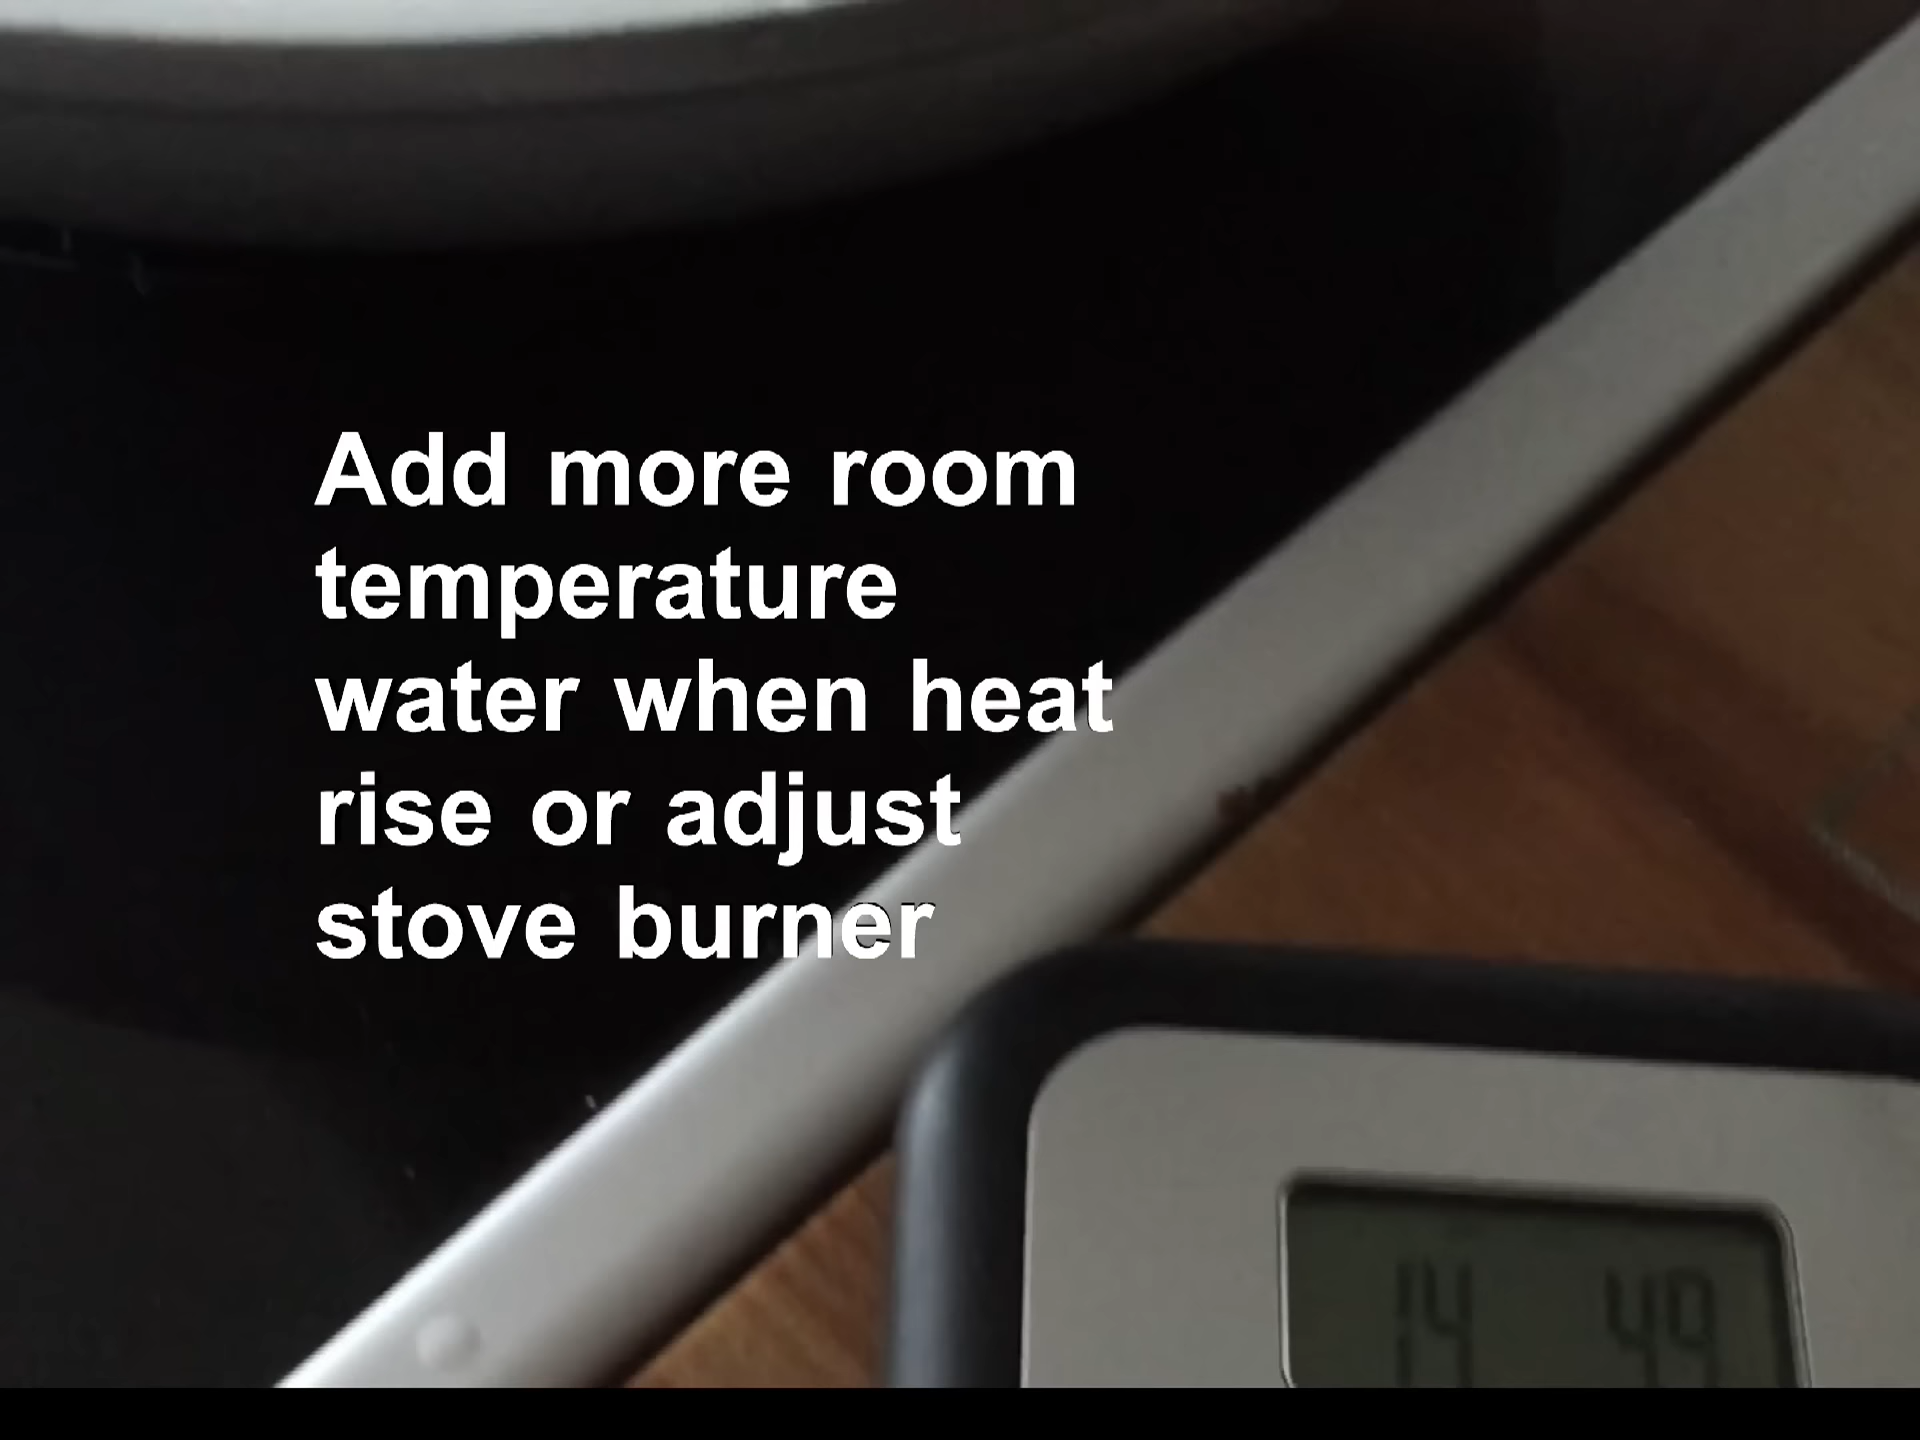 Add more room
temperature
water when heat
rise or adjust
stove burner
14 49